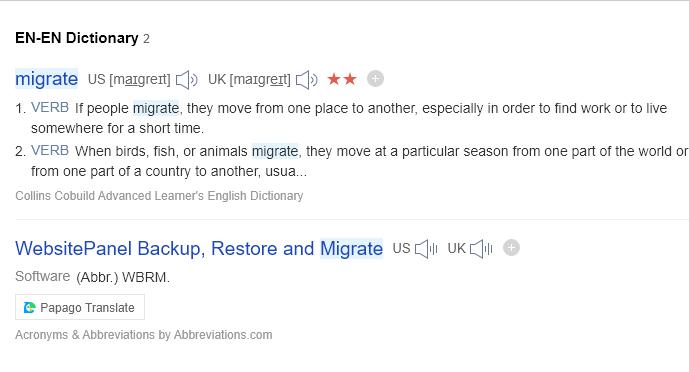 EN-EN Dictionary 2
migrate US [maɪgreɪt] UK [maɪgreɪt]
1. VERB If people migrate, they move from one place to another, especially in order to find work or to live
somewhere for a short time.
2. VERB When birds, fish, or animals migrate, they move at a particular season from one part of the world or
from one part of a country to another, usua...
Collins Cobuild Advanced Learner's English Dictionary
WebsitePanel Backup, Restore and Migrate US UK
Software (Abbr.) WBRM.
Papago Translate
Acronyms & Abbreviations by Abbreviations.com